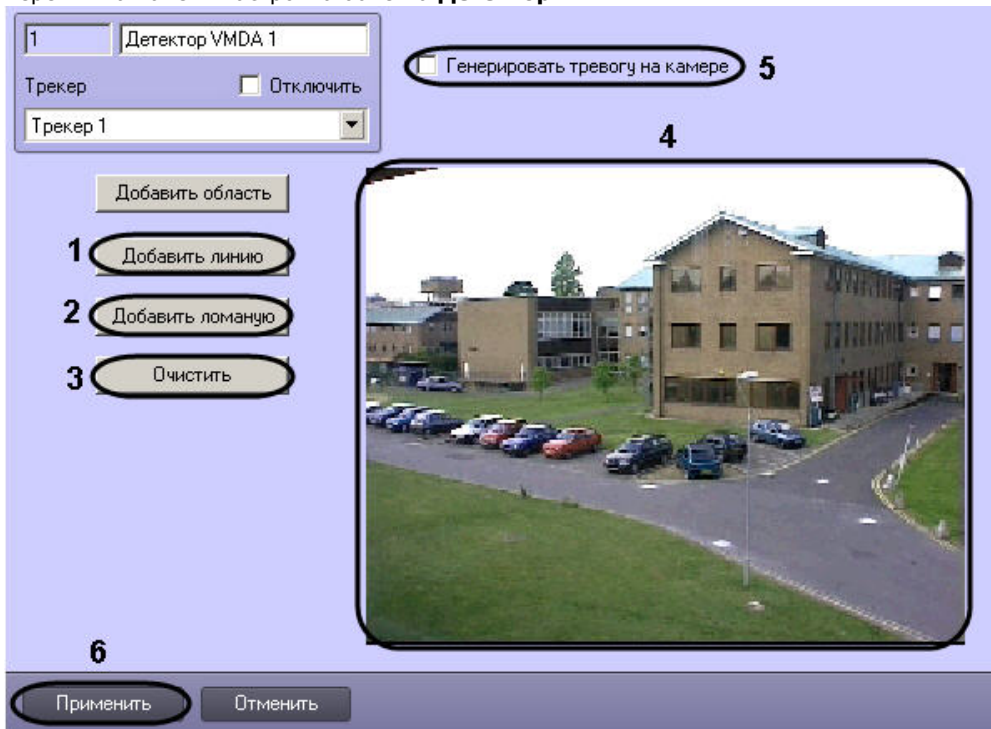 1 Детектор VMDA 1
Трекер Отключить
Трекер 1
Генерировать тревогу на камере 5
4
Добавить область
1 Добавить линию
2 Добавить ломаную
3 Очистить
6
Применить Отменить